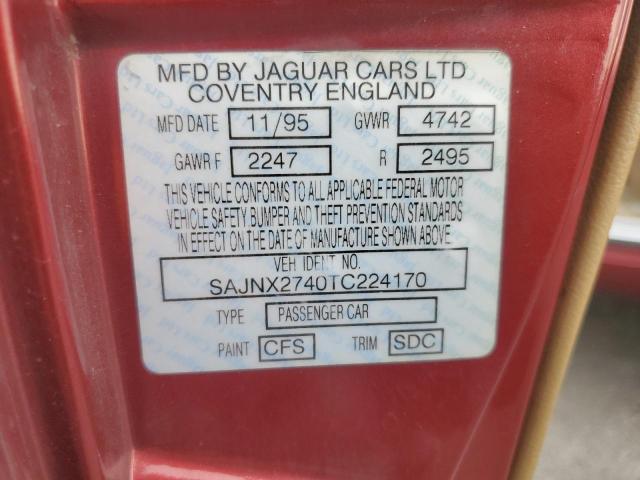 MFD BY JAGUAR CARS LTD
COVENTRY ENGLAND
MFD DATE 11/95 GVWR 4742
GAWR F 2247 R 2495
THIS VEHICLE CONFORMS TO ALL APPLICABLE FEDERAL MOTOR
VEHICLE SAFETY BUMPER AND THEFT PREVENTION STANDARDS
IN EFFECT ON THE DATE OF MANUFACTURE SHOWN ABOVE
VEH IDENT NO.
SAJNX2740TC224170
TYPE PASSENGER CAR
PAINT CFS TRIM SDC